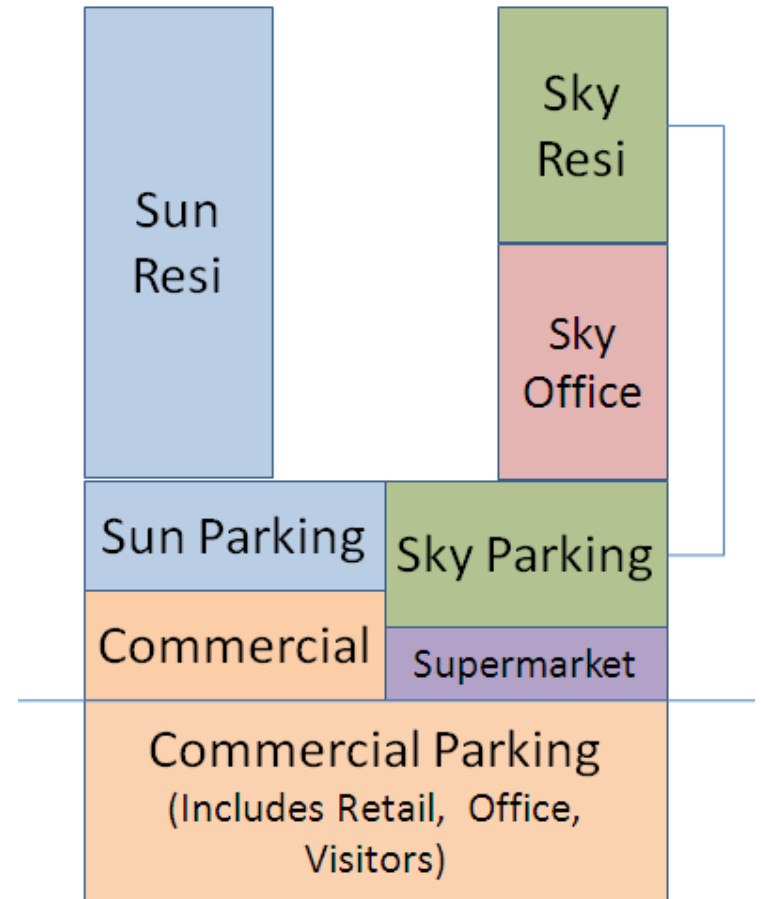 Sun
Resi
Sky
Resi
Sky
Office
Sun Parking
Sky Parking
Commercial
Supermarket
Commercial Parking
(Includes Retail, Office,
Visitors)